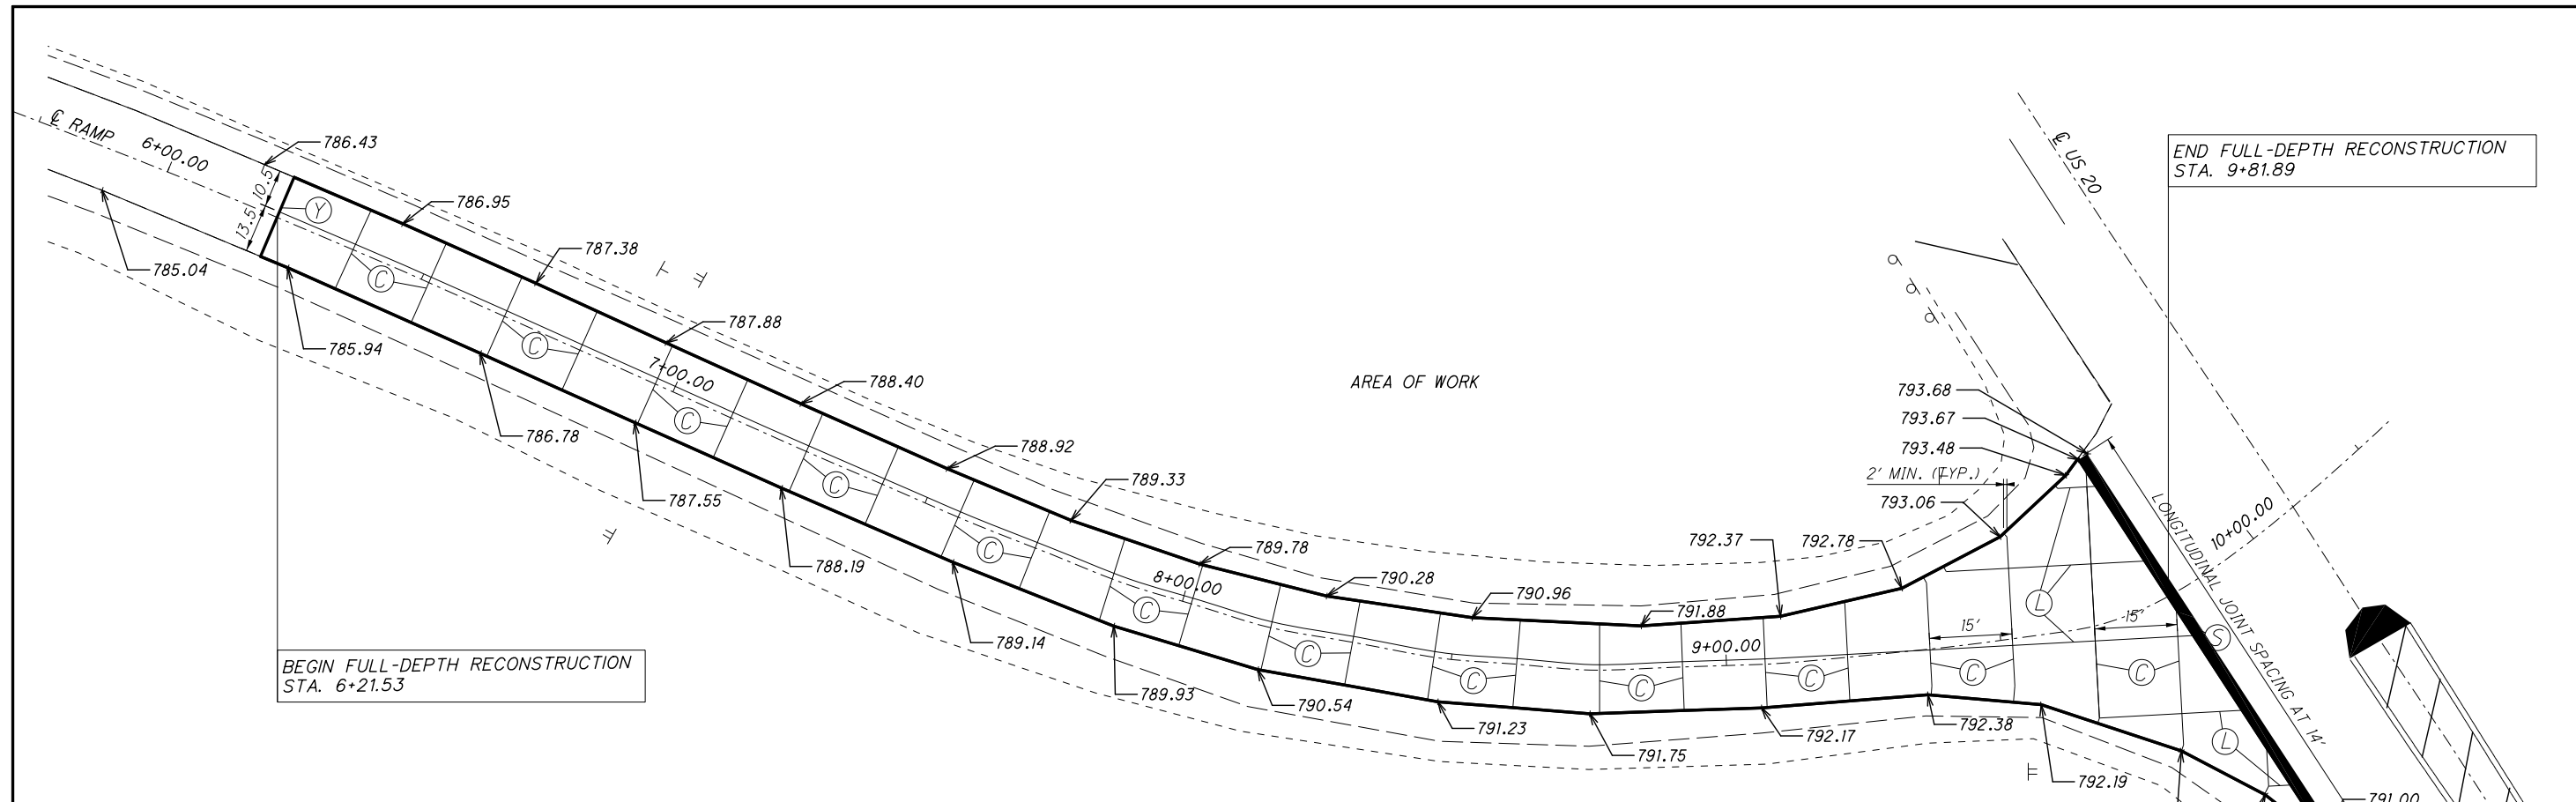 ℄ RAMP
6+00.00
786.43
10.5
13.5
Y
785.04
786.95
C
785.94
787.38
C
787.88
786.78
7+00.00
C
788.40
787.55
C
788.92
788.19
C
789.33
789.14
8+00.00
C
789.78
789.93
C
790.28
790.54
C
790.96
791.23
C
791.88
791.75
9+00.00
C
792.37
792.17
792.78
792.38
AREA OF WORK
793.68
793.67
793.48
2' MIN. (TYP.)
793.06
15'
C
L
15'
C
S
L
792.19
791.00
LONGITUDINAL JOINT SPACING AT 14'
10+00.00
℄ US 20
BEGIN FULL-DEPTH RECONSTRUCTION
STA. 6+21.53
END FULL-DEPTH RECONSTRUCTION
STA. 9+81.89